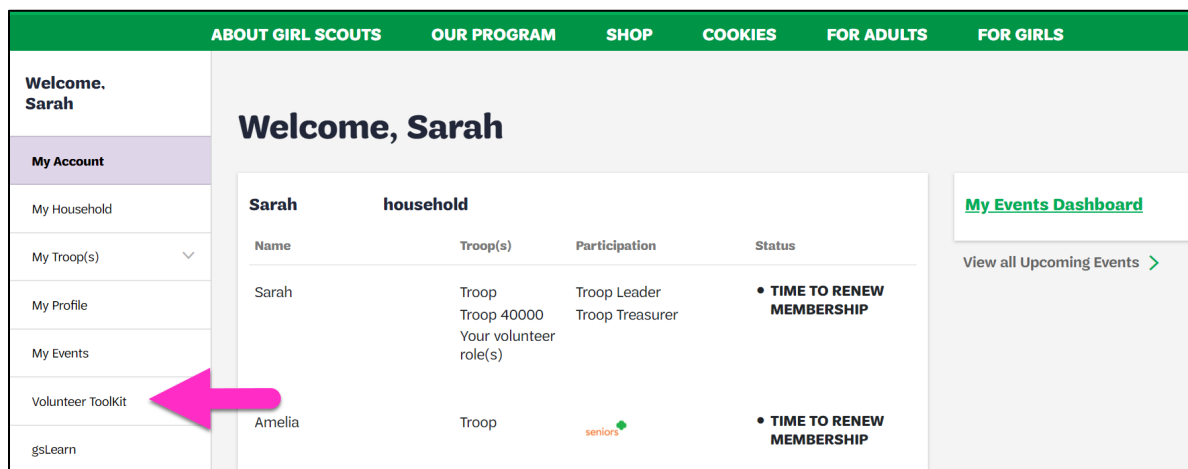 ABOUT GIRL SCOUTS OUR PROGRAM SHOP COOKIES FOR ADULTS FOR GIRLS
Welcome,
Sarah
My Account
My Household
My Troop(s)
My Profile
My Events
Volunteer ToolKit
gsLearn
Welcome, Sarah
Sarah household
Name Troop(s) Participation Status
Sarah Troop Troop Leader • TIME TO RENEW
Troop 40000 Troop Treasurer MEMBERSHIP
Your volunteer
role(s)
Amelia Troop seniors • TIME TO RENEW
MEMBERSHIP
My Events Dashboard
View all Upcoming Events